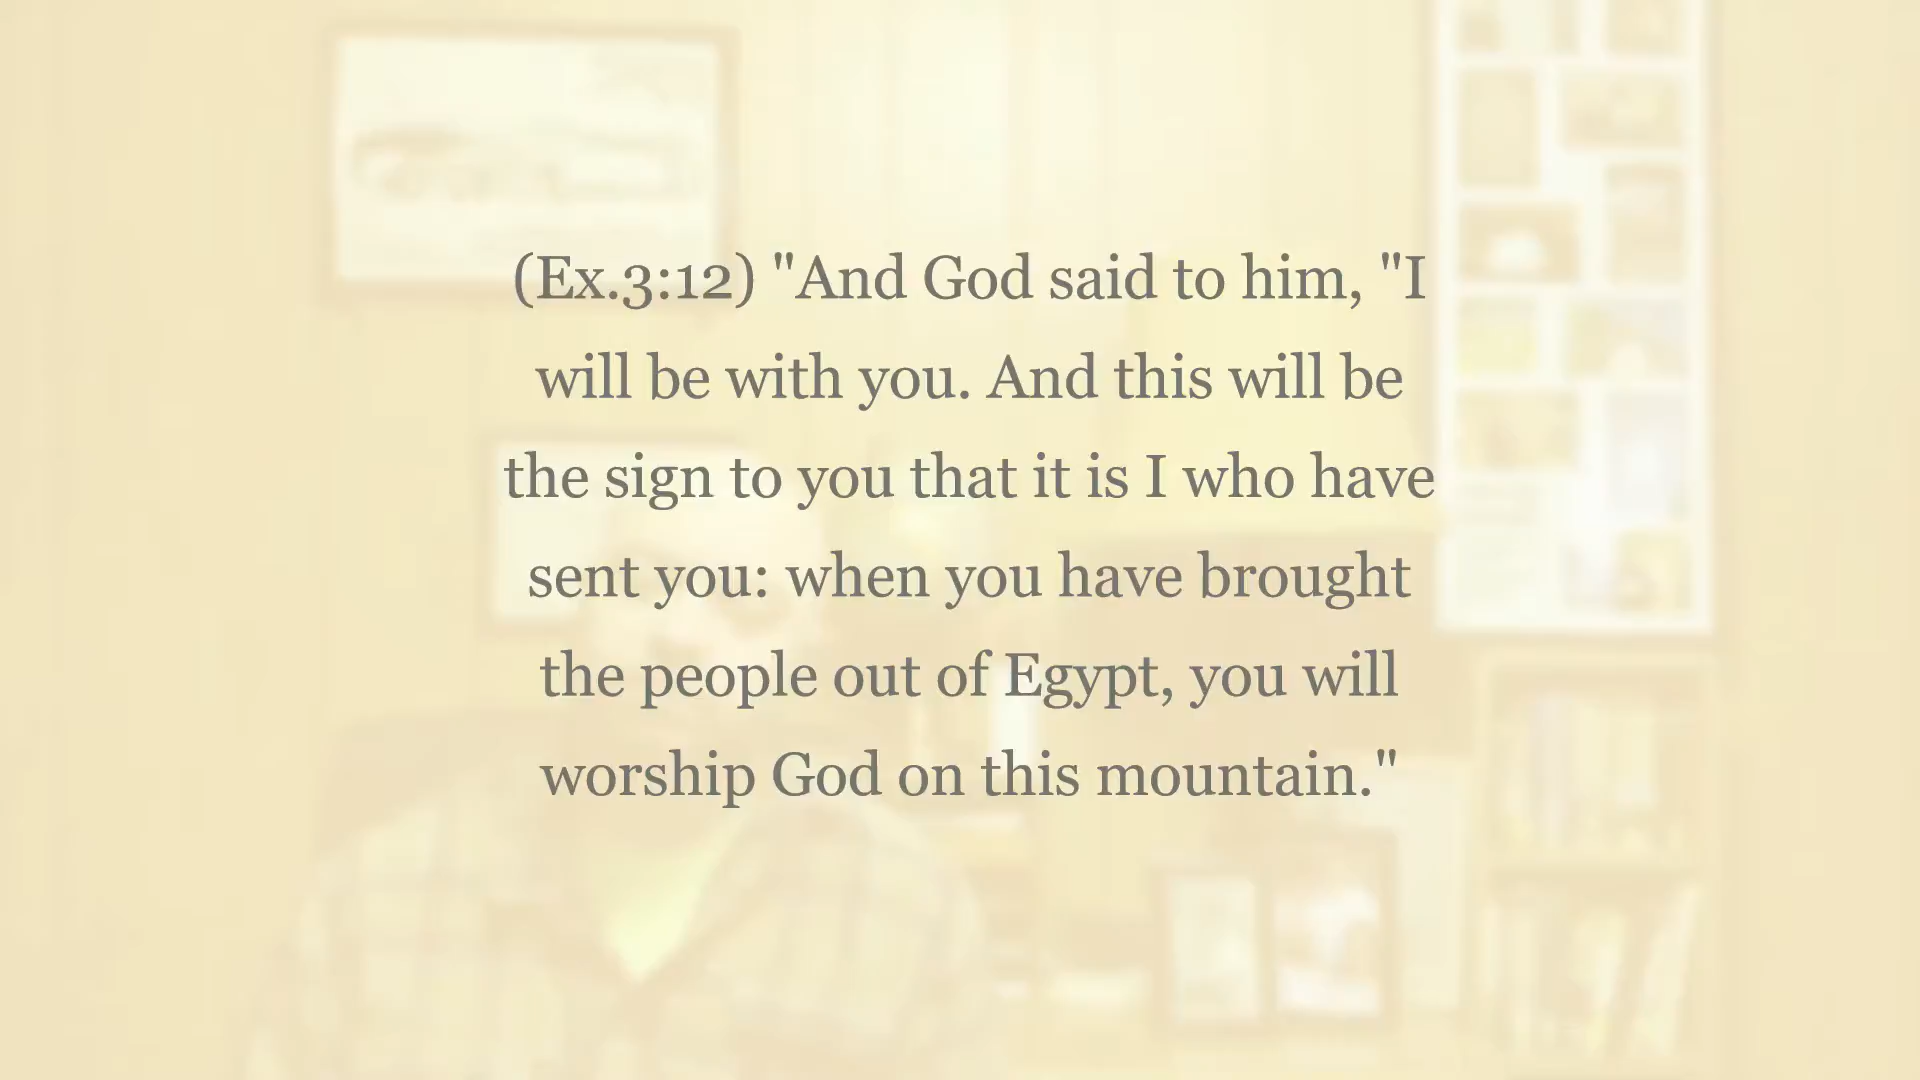 (Ex.3:12) "And God said to him, "I
will be with you. And this will be
the sign to you that it is I who have
sent you: when you have brought
the people out of Egypt, you will
worship God on this mountain."